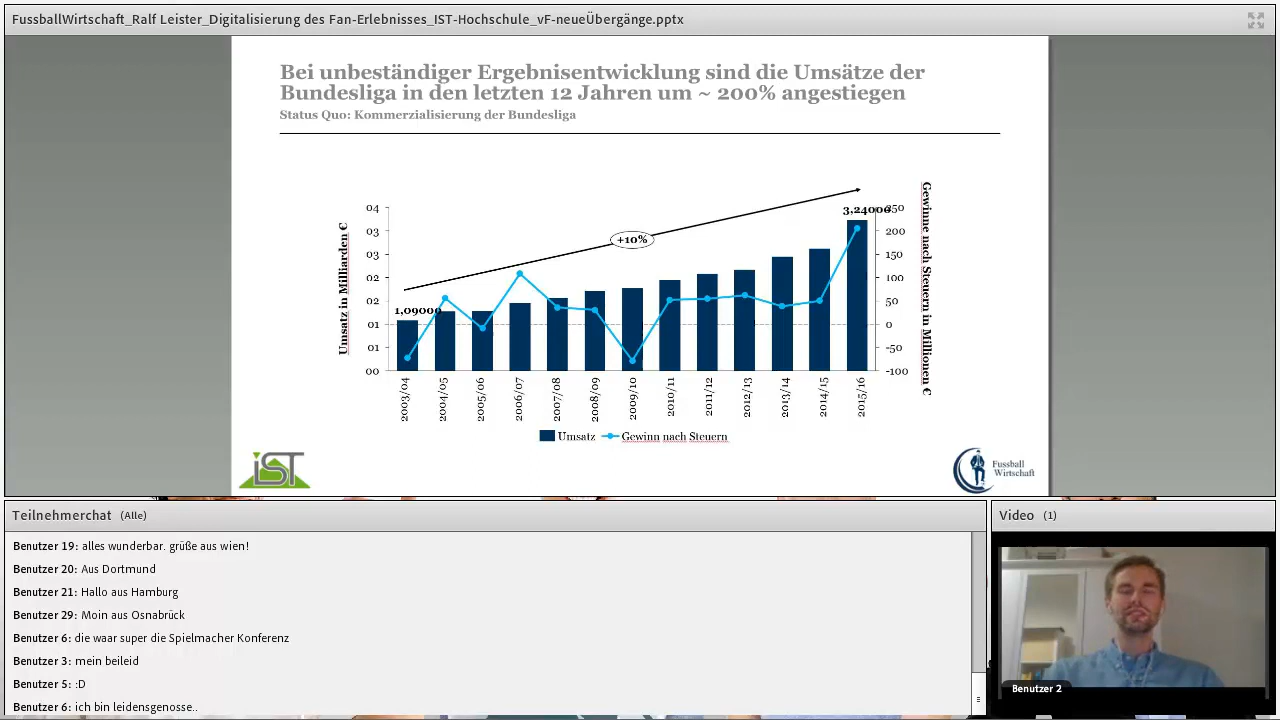 FussballWirtschaft_Ralf Leister_Digitalisierung des Fan-Erlebnisses_IST-Hochschule_vF-neueÜbergänge.pptx
Bei unbeständiger Ergebnisentwicklung sind die Umsätze der
Bundesliga in den letzten 12 Jahren um ~ 200% angestiegen
Status Quo: Kommerzialisierung der Bundesliga
Umsatz in Milliarden €
04
03
03
02
02
01
01
00
1,09000
+10%
3,24000
250
200
150
100
50
0
-50
-100
Gewinne nach Steuern in Millionen €
2003/04
2004/05
2005/06
2006/07
2007/08
2008/09
2009/10
2010/11
2011/12
2012/13
2013/14
2014/15
2015/16
Umsatz
Gewinn nach Steuern
iST
Fussball
Wirtschaft
Teilnehmerchat (Alle)
Benutzer 19: alles wunderbar. grüße aus wien!
Benutzer 20: Aus Dortmund
Benutzer 21: Hallo aus Hamburg
Benutzer 29: Moin aus Osnabrück
Benutzer 6: die waar super die Spielmacher Konferenz
Benutzer 3: mein beileid
Benutzer 5: :D
Benutzer 6: ich bin leidensgenosse..
Video (1)
Benutzer 2